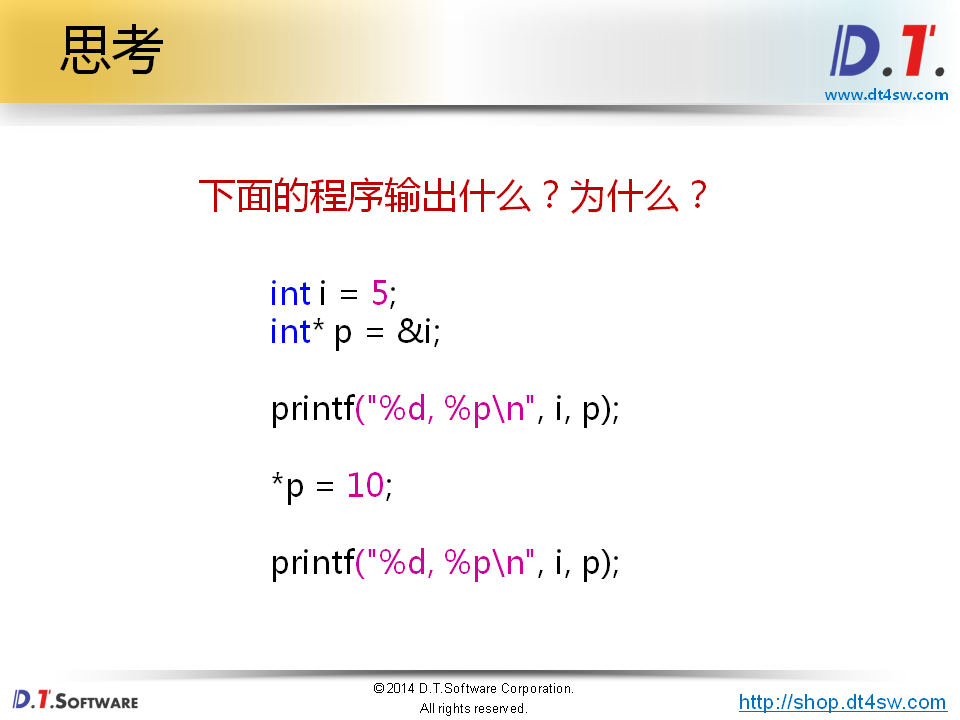 思考
D.T.
www.dt4sw.com
下面的程序输出什么？为什么？
int i = 5;
int* p = &i;
printf("%d, %p\n", i, p);
*p = 10;
printf("%d, %p\n", i, p);
D.T.SOFTWARE
©2014 D.T.Software Corporation.
All rights reserved.
http://shop.dt4sw.com